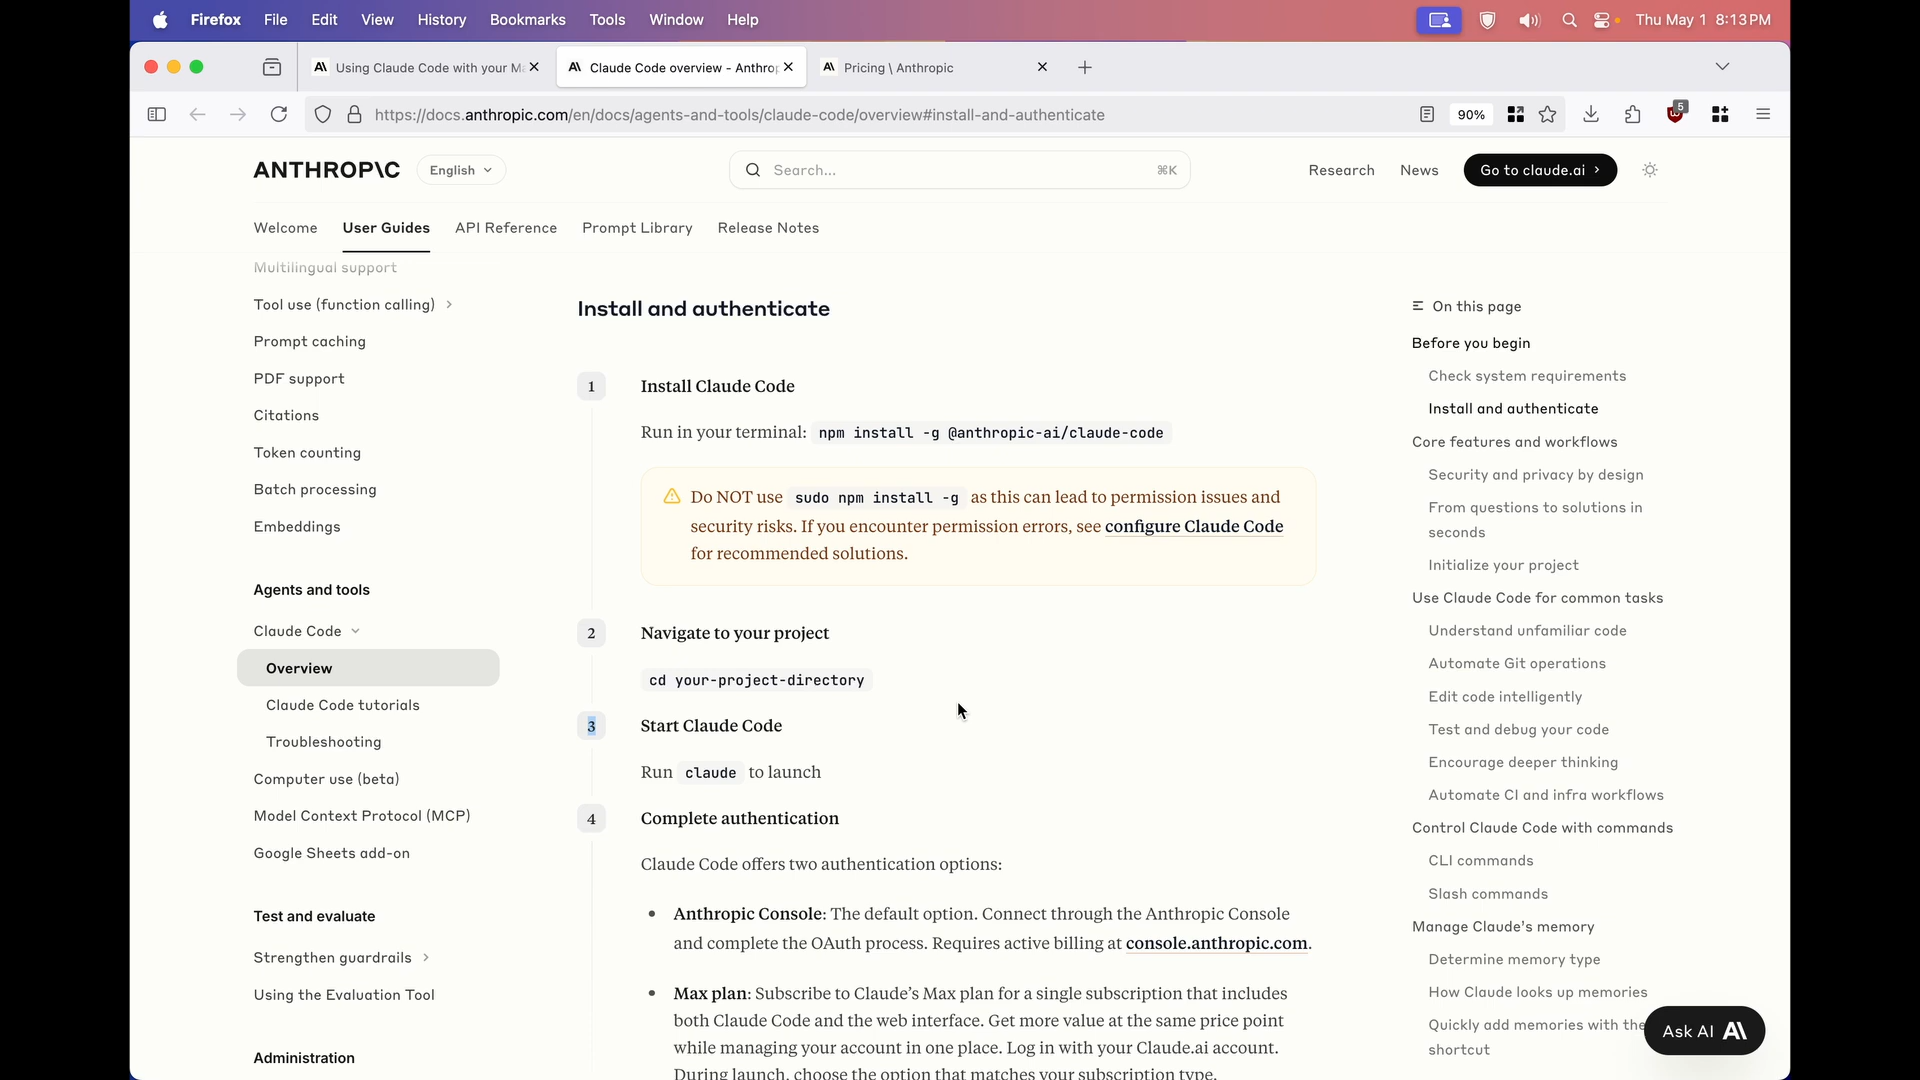 Firefox File Edit View History Bookmarks Tools Window Help Thu May 1 8:13 PM
Using Claude Code with your Ma
Claude Code overview - Anthrop
Pricing \ Anthropic
https://docs.anthropic.com/en/docs/agents-and-tools/claude-code/overview#install-and-authenticate
90%
5
ANTHROP\C
English
Search...
⌘K
Research
News
Go to claude.ai
Welcome
User Guides
API Reference
Prompt Library
Release Notes
Multilingual support
Tool use (function calling)
Prompt caching
PDF support
Citations
Token counting
Batch processing
Embeddings
Agents and tools
Claude Code
Overview
Claude Code tutorials
Troubleshooting
Computer use (beta)
Model Context Protocol (MCP)
Google Sheets add-on
Test and evaluate
Strengthen guardrails
Using the Evaluation Tool
Administration
Install and authenticate
1 Install Claude Code
Run in your terminal: npm install -g @anthropic-ai/claude-code
Do NOT use sudo npm install -g as this can lead to permission issues and
security risks. If you encounter permission errors, see configure Claude Code
for recommended solutions.
2 Navigate to your project
cd your-project-directory
3 Start Claude Code
Run claude to launch
4 Complete authentication
Claude Code offers two authentication options:
• Anthropic Console: The default option. Connect through the Anthropic Console
and complete the OAuth process. Requires active billing at console.anthropic.com.
• Max plan: Subscribe to Claude’s Max plan for a single subscription that includes
both Claude Code and the web interface. Get more value at the same price point
while managing your account in one place. Log in with your Claude.ai account.
During launch, choose the option that matches your subscription type.
On this page
Before you begin
Check system requirements
Install and authenticate
Core features and workflows
Security and privacy by design
From questions to solutions in
seconds
Initialize your project
Use Claude Code for common tasks
Understand unfamiliar code
Automate Git operations
Edit code intelligently
Test and debug your code
Encourage deeper thinking
Automate CI and infra workflows
Control Claude Code with commands
CLI commands
Slash commands
Manage Claude’s memory
Determine memory type
How Claude looks up memories
Quickly add memories with the
shortcut
Ask AI